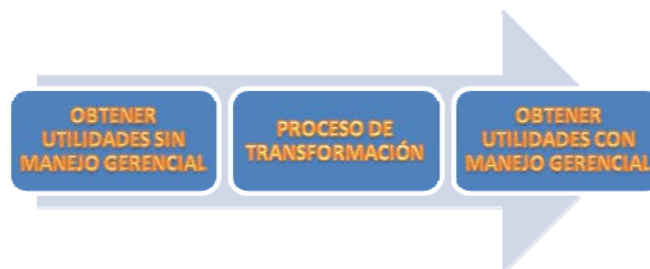 OBTENER
UTILIDADES SIN
MANEJO GERENCIAL
PROCESO DE
TRANSFORMACIÓN
OBTENER
UTILIDADES CON
MANEJO GERENCIAL